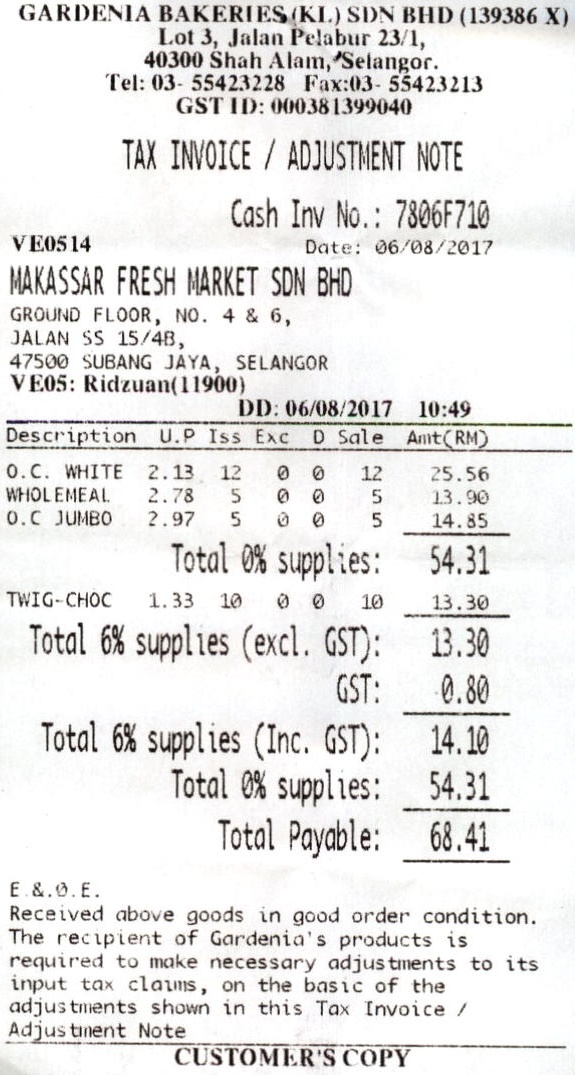 GARDENIA BAKERIES (KL) SDN BHD (139386 X)
Lot 3, Jalan Pelabur 23/1,
40300 Shah Alam, Selangor.
Tel: 03- 55423228 Fax:03- 55423213
GST ID: 000381399040
TAX INVOICE / ADJUSTMENT NOTE
Cash Inv No.: 7806F710
VE0514 Date: 06/08/2017
MAKASSAR FRESH MARKET SDN BHD
GROUND FLOOR, NO. 4 & 6,
JALAN SS 15/4B,
47500 SUBANG JAYA, SELANGOR
VE05: Ridzuan(11900)
DD: 06/08/2017 10:49
Description U.P Iss Exc D Sale Amt(RM)
O.C. WHITE 2.13 12 0 0 12 25.56
WHOLEMEAL 2.78 5 0 0 5 13.90
O.C JUMBO 2.97 5 0 0 5 14.85
Total 0% supplies: 54.31
TWIG-CHOC 1.33 10 0 0 10 13.30
Total 6% supplies (excl. GST): 13.30
GST: 0.80
Total 6% supplies (Inc. GST): 14.10
Total 0% supplies: 54.31
Total Payable: 68.41
E.&.O.E.
Received above goods in good order condition.
The recipient of Gardenia's products is
required to make necessary adjustments to its
input tax claims, on the basic of the
adjustments shown in this Tax Invoice /
Adjustment Note
CUSTOMER'S COPY